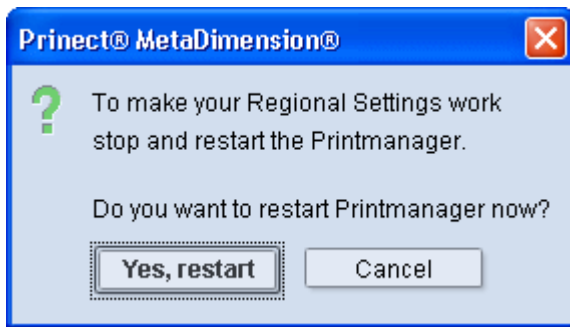 Prinect® MetaDimension®
To make your Regional Settings work
stop and restart the Printmanager.
Do you want to restart Printmanager now?
Yes, restart
Cancel